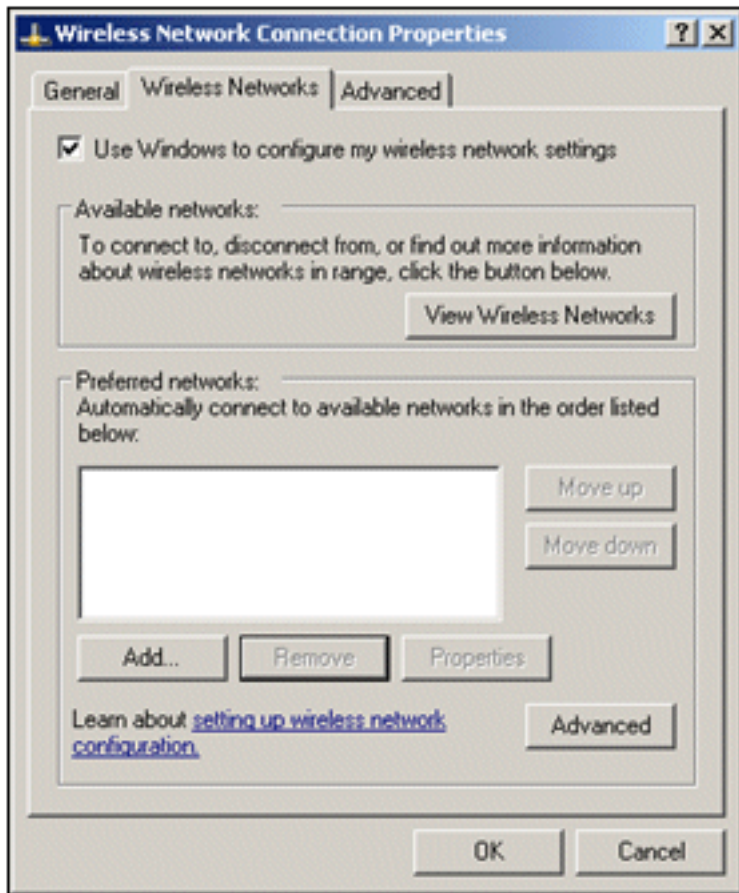 Wireless Network Connection Properties
General Wireless Networks Advanced
Use Windows to configure my wireless network settings
Available networks:
To connect to, disconnect from, or find out more information
about wireless networks in range, click the button below.
View Wireless Networks
Preferred networks:
Automatically connect to available networks in the order listed
below:
Move up
Move down
Add... Remove Properties
Learn about setting up wireless network
configuration.
Advanced
OK Cancel